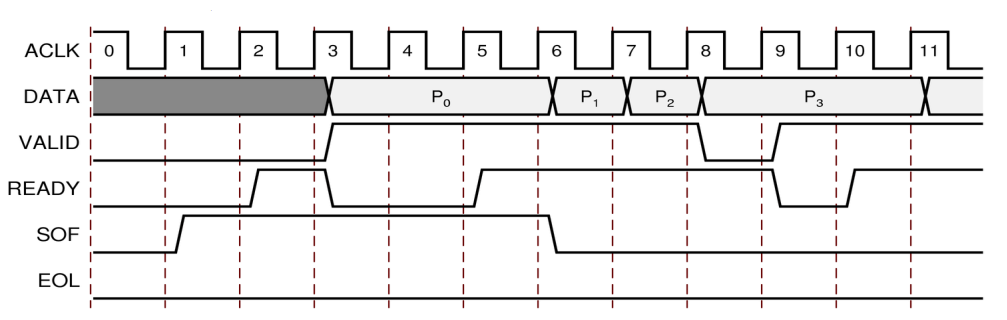 ACLK 0 1 2 3 4 5 6 7 8 9 10 11
DATA P₀ P₁ P₂ P₃
VALID
READY
SOF
EOL